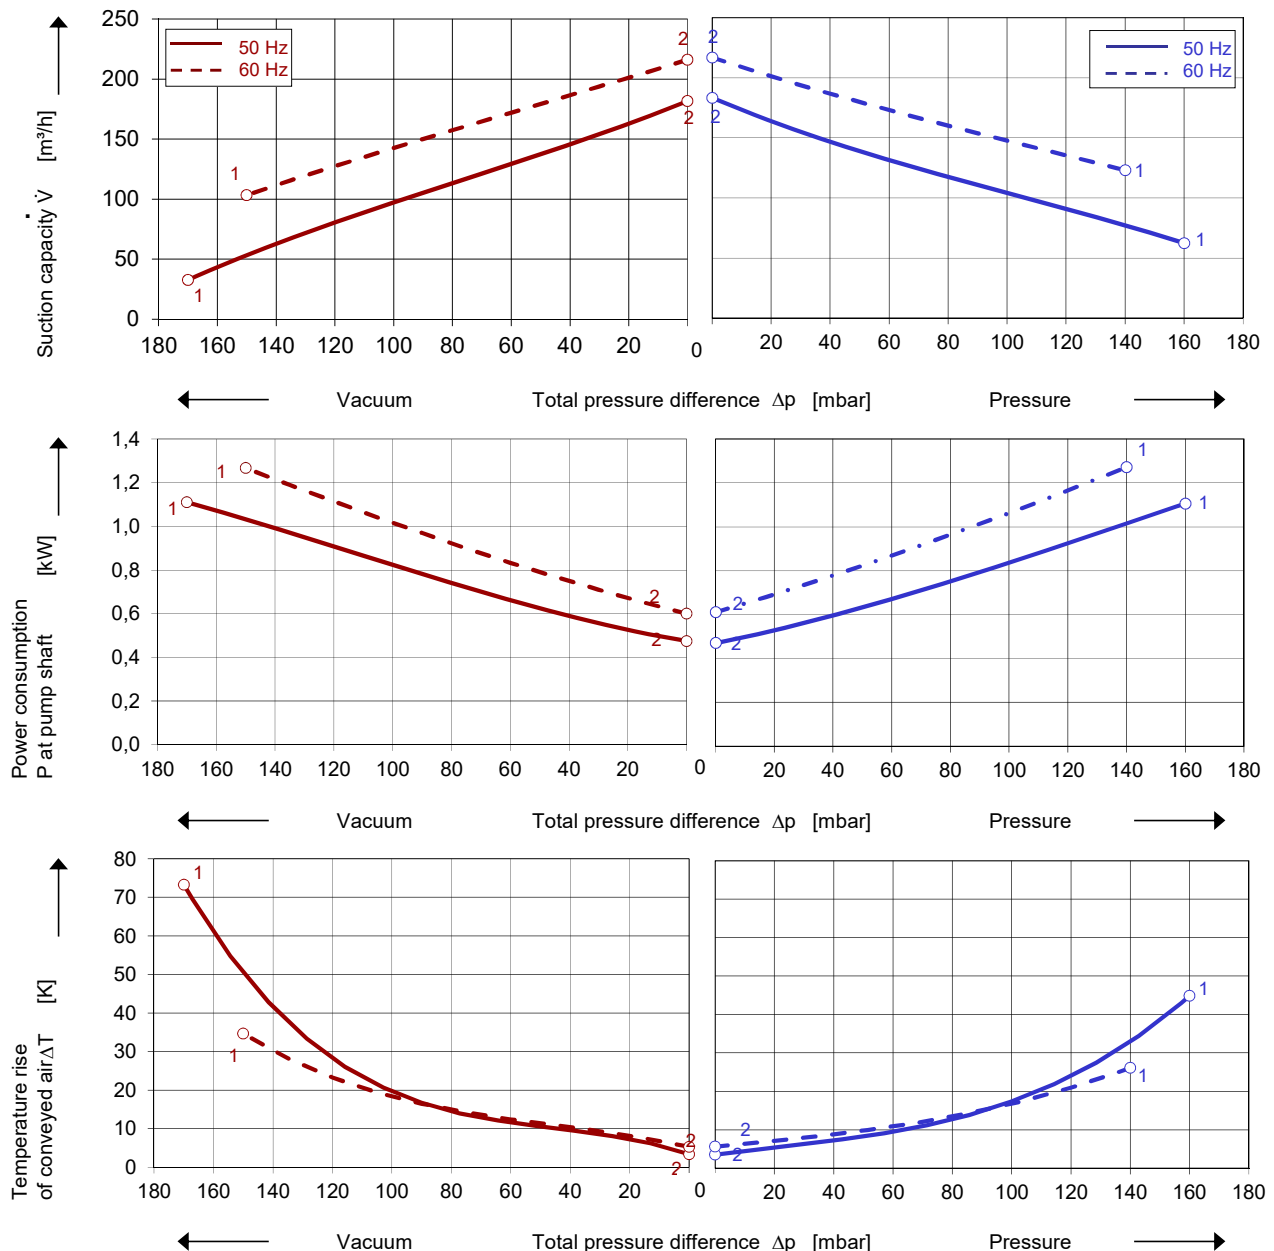 250
200
150
100
50
0
Suction capacity V̇ [m³/h]
50 Hz
60 Hz
2
2
1
1
180 160 140 120 100 80 60 40 20 0
50 Hz
60 Hz
2
2
1
1
20 40 60 80 100 120 140 160 180
Vacuum Total pressure difference Δp [mbar] Pressure
1,4
1,2
1,0
0,8
0,6
0,4
0,2
0,0
Power consumption
P at pump shaft [kW]
1
1
2
2
180 160 140 120 100 80 60 40 20 0
1
1
2
2
20 40 60 80 100 120 140 160 180
Vacuum Total pressure difference Δp [mbar] Pressure
80
70
60
50
40
30
20
10
0
Temperature rise
of conveyed air ΔT [K]
1
1
2
2
180 160 140 120 100 80 60 40 20 0
1
1
2
2
20 40 60 80 100 120 140 160 180
Vacuum Total pressure difference Δp [mbar] Pressure